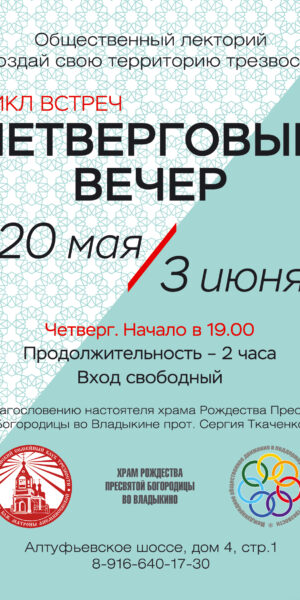 Общественный лекторий
оздай свою территорию трезвос
ИКЛ ВСТРЕЧ
ЧЕТВЕРГОВЫЙ
ВЕЧЕР
20 мая
3 июня
Четверг. Начало в 19.00
Продолжительность – 2 часа
Вход свободный
лагословению настоятеля храма Рождества Прес
Богородицы во Владыкине прот. Сергия Ткаченк
ХРАМ РОЖДЕСТВА
ПРЕСВЯТОЙ БОГОРОДИЦЫ
ВО ВЛАДЫКИНО
Алтуфьевское шоссе, дом 4, стр.1
8-916-640-17-30